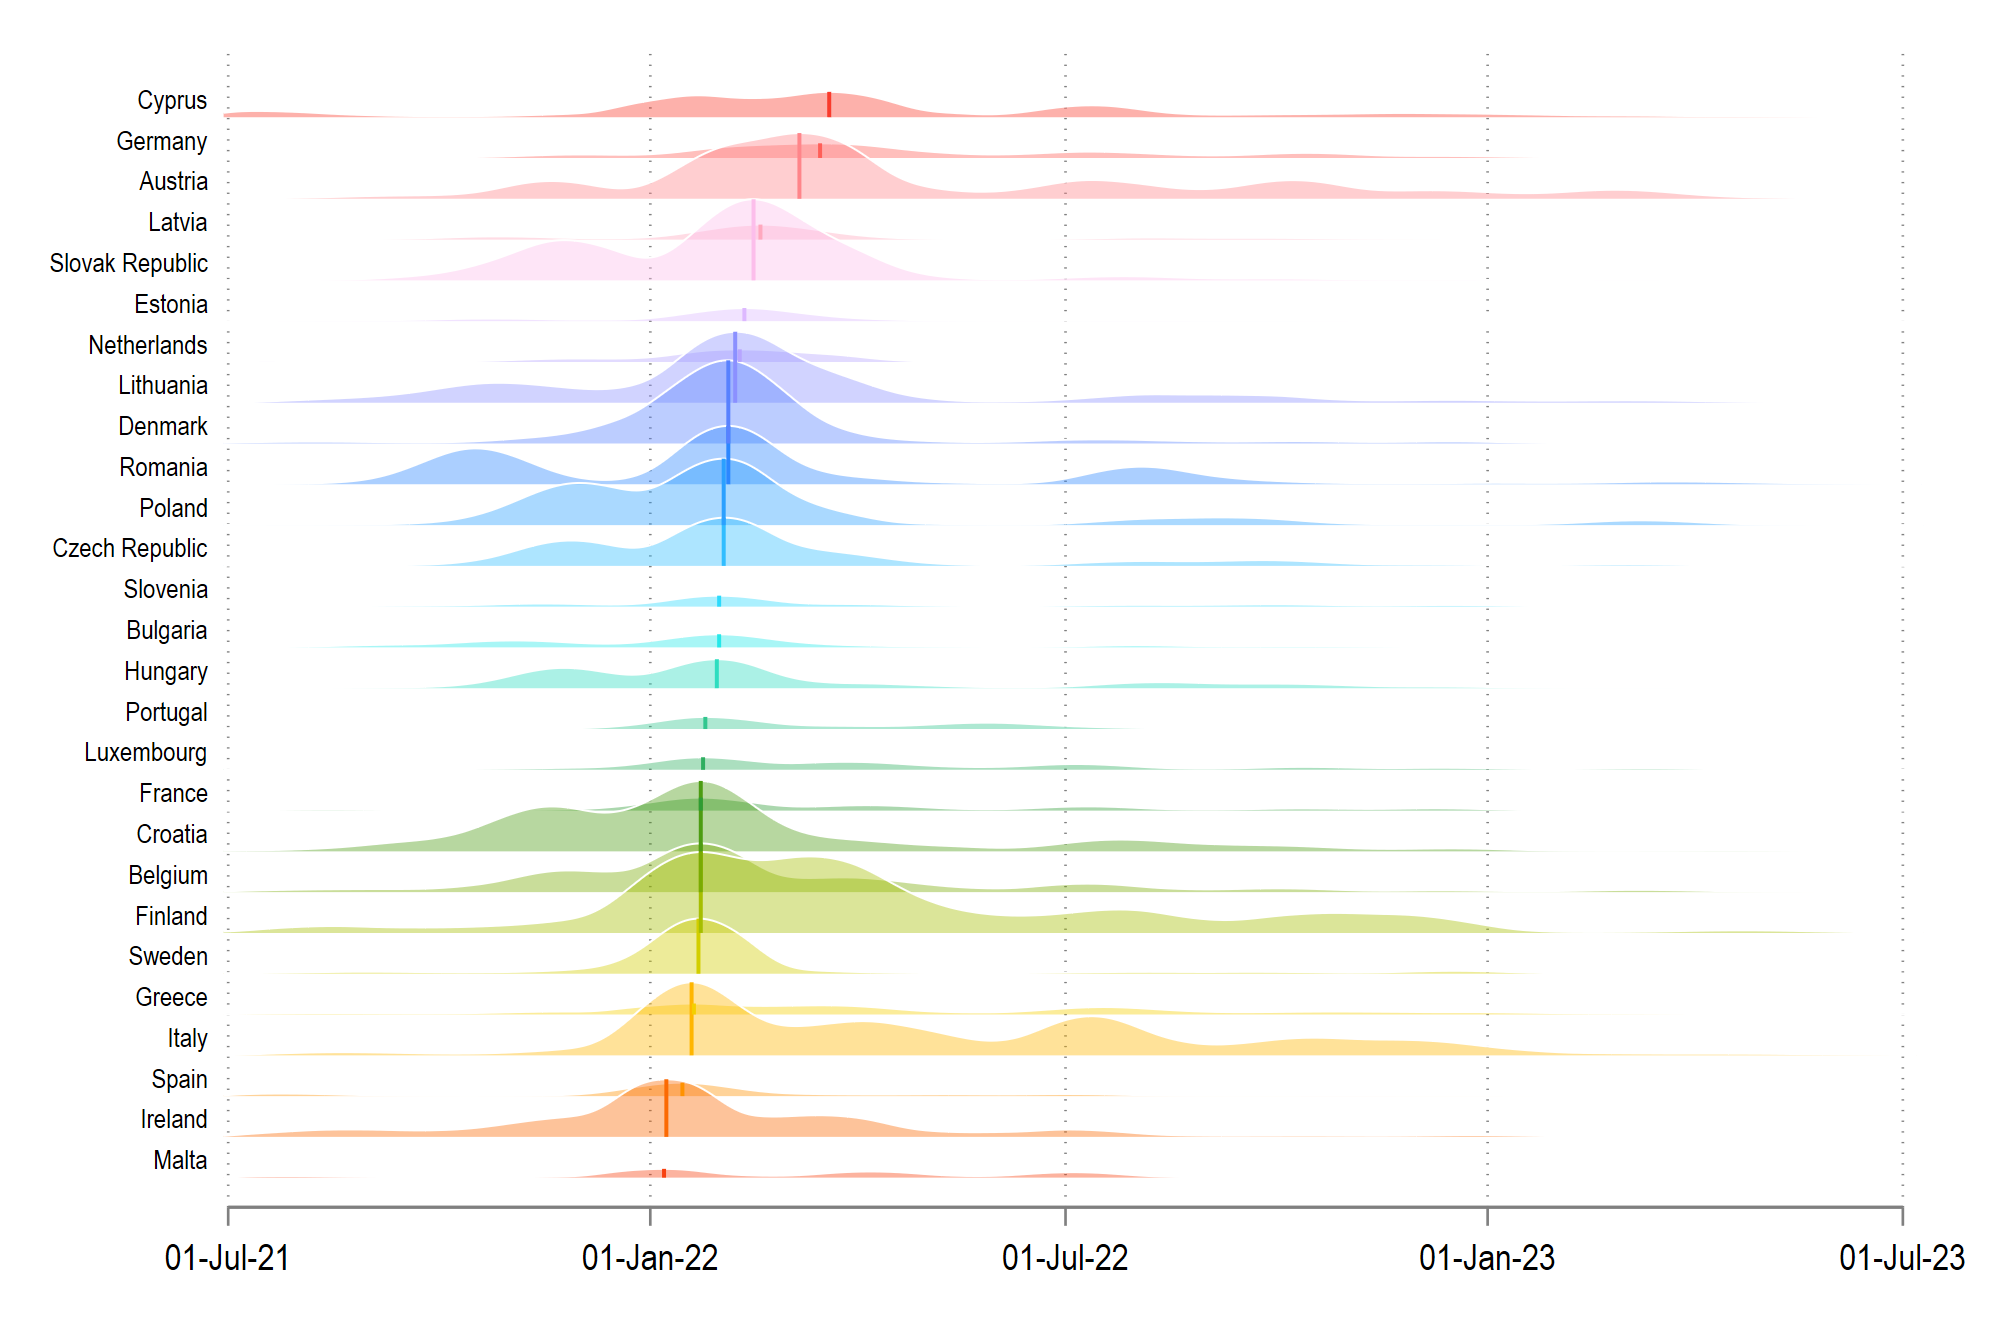 Cyprus
Germany
Austria
Latvia
Slovak Republic
Estonia
Netherlands
Lithuania
Denmark
Romania
Poland
Czech Republic
Slovenia
Bulgaria
Hungary
Portugal
Luxembourg
France
Croatia
Belgium
Finland
Sweden
Greece
Italy
Spain
Ireland
Malta
01-Jul-21 01-Jan-22 01-Jul-22 01-Jan-23 01-Jul-23